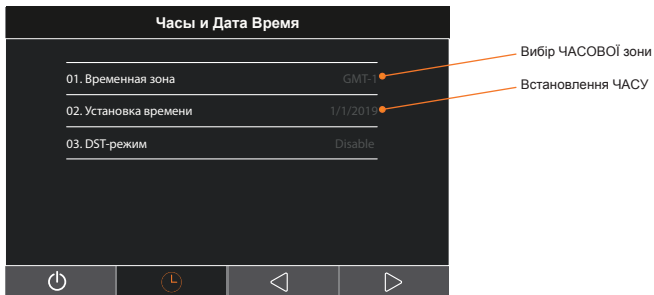 Часы и Дата Время
01. Временная зона GMT-1
Вибір ЧАСОВОЇ зони
02. Установка времени 1/1/2019
Встановлення ЧАСУ
03. DST-режим Disable